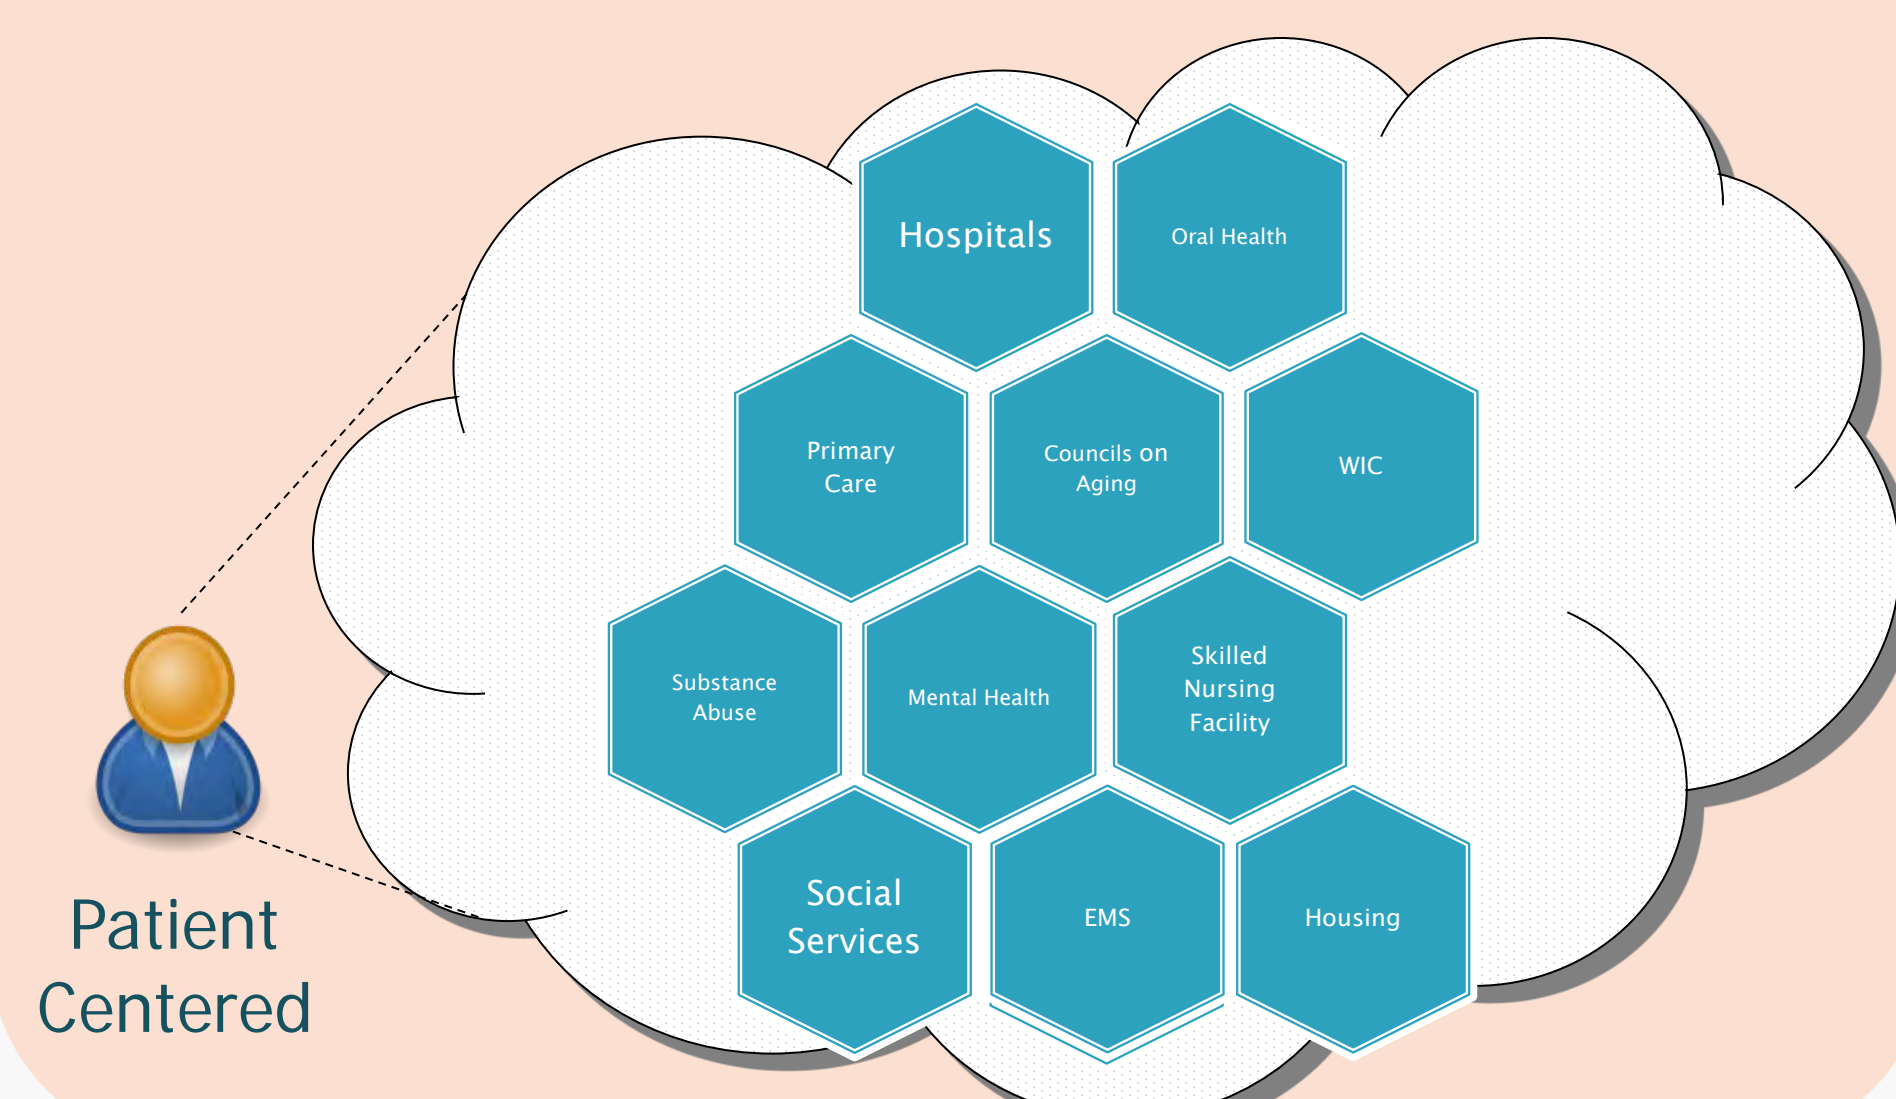 Hospitals
Oral Health
Primary
Care
Councils on
Aging
WIC
Substance
Abuse
Mental Health
Skilled
Nursing
Facility
Social
Services
EMS
Housing
Patient
Centered